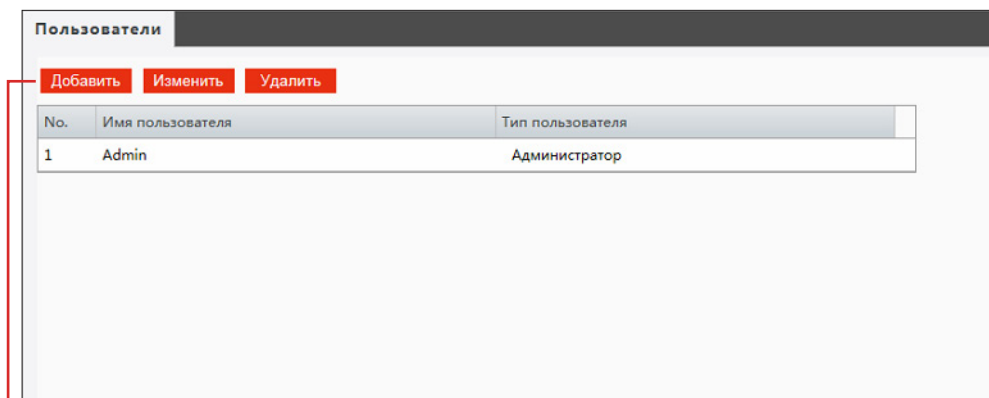 Пользователи
Добавить Изменить Удалить
No. Имя пользователя Тип пользователя
1 Admin Администратор